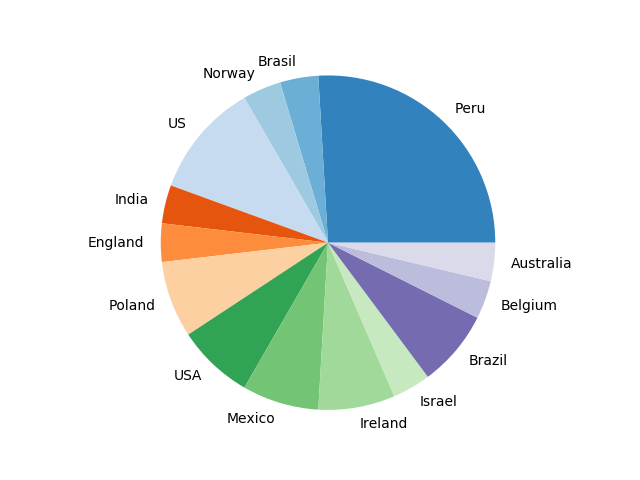 Peru
Brasil
Norway
US
India
England
Poland
USA
Mexico
Ireland
Israel
Brazil
Belgium
Australia